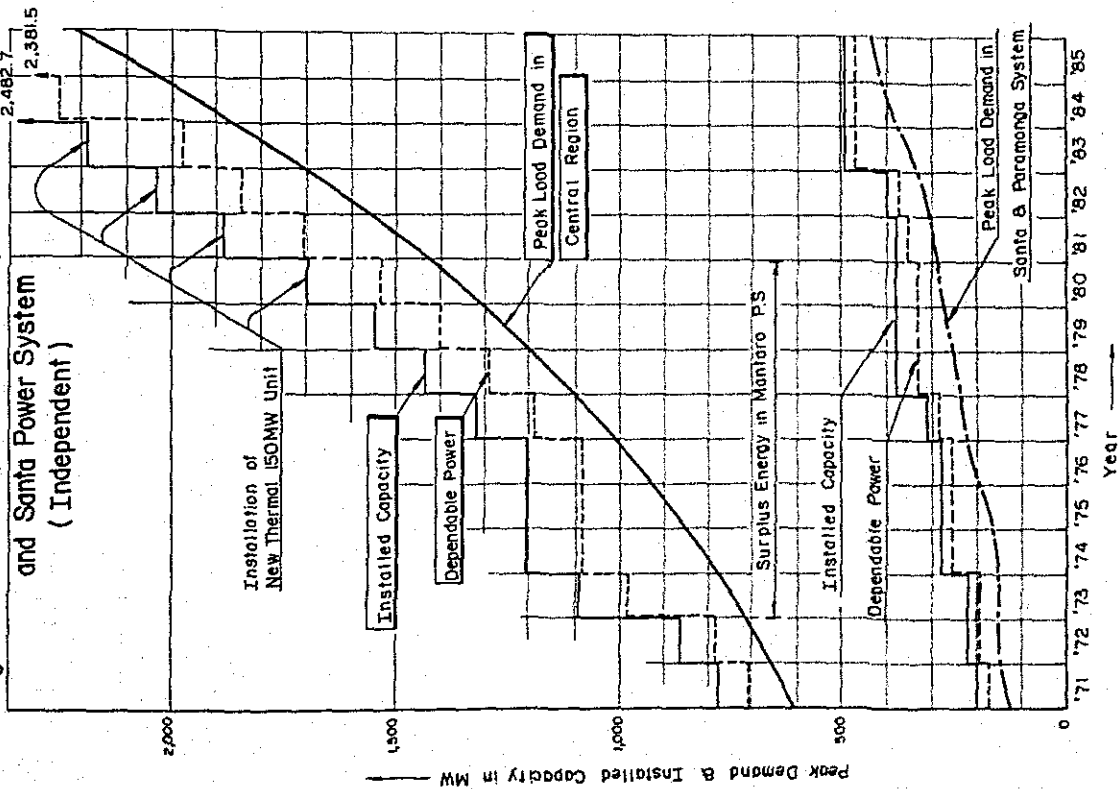 and Santa Power System
(Independent)
2,482.7
2,381.5
Installation of
New Thermal 150MW Unit
Installed Capacity
Dependable Power
Peak Load Demand in
Central Region
Surplus Energy in Mantaro P.S
Installed Capacity
Dependable Power
Peak Load Demand in
Santa & Paramonga System
Peak Demand & Installed Capacity in MW
2,000
1,500
1,000
500
0
'71 '72 '73 '74 '75 '76 '77 '78 '79 '80 '81 '82 '83 '84 '85
Year